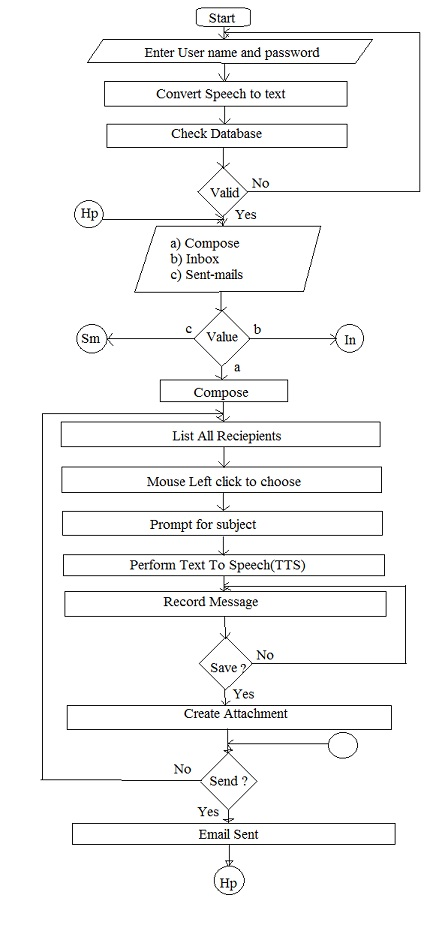 Start
Enter User name and password
Convert Speech to text
Check Database
Valid
No
Hp
Yes
a) Compose
b) Inbox
c) Sent-mails
Sm
c
Value
b
In
a
Compose
List All Reciepients
Mouse Left click to choose
Prompt for subject
Perform Text To Speech(TTS)
Record Message
Save ?
No
Yes
Create Attachment
No
Send ?
Yes
Email Sent
Hp